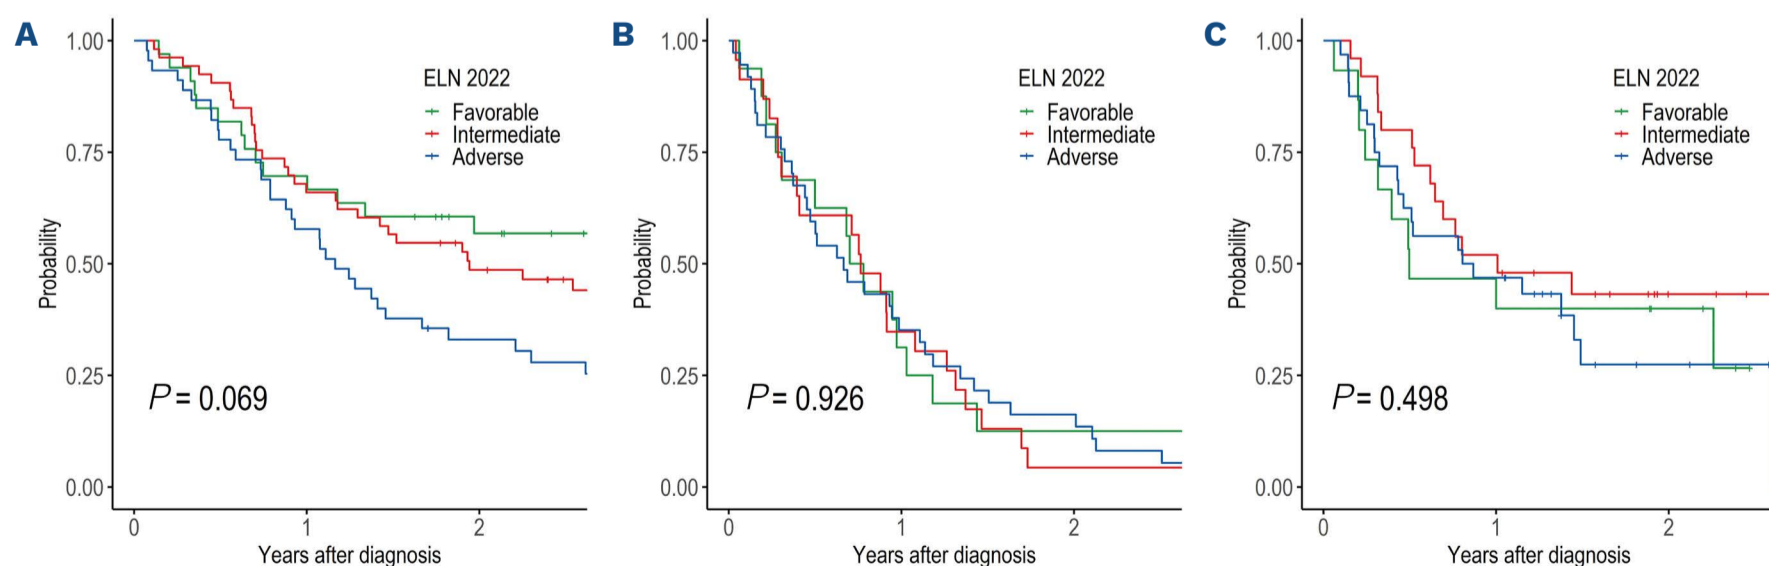 A
1.00
0.75
0.50
0.25
0.00
Probability
ELN 2022
Favorable
Intermediate
Adverse
P = 0.069
0 1 2
Years after diagnosis
B
1.00
0.75
0.50
0.25
0.00
Probability
ELN 2022
Favorable
Intermediate
Adverse
P = 0.926
0 1 2
Years after diagnosis
C
1.00
0.75
0.50
0.25
0.00
Probability
ELN 2022
Favorable
Intermediate
Adverse
P = 0.498
0 1 2
Years after diagnosis